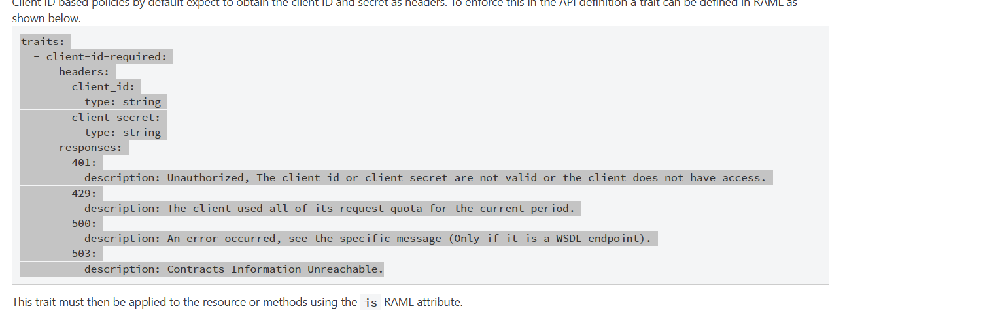 Client ID based policies by default expect to obtain the client ID and secret as headers. To enforce this in the API definition a trait can be defined in RAML as
shown below.
traits:
  - client-id-required:
      headers:
        client_id:
          type: string
        client_secret:
          type: string
      responses:
        401:
          description: Unauthorized, The client_id or client_secret are not valid or the client does not have access.
        429:
          description: The client used all of its request quota for the current period.
        500:
          description: An error occurred, see the specific message (Only if it is a WSDL endpoint).
        503:
          description: Contracts Information Unreachable.
This trait must then be applied to the resource or methods using the is RAML attribute.